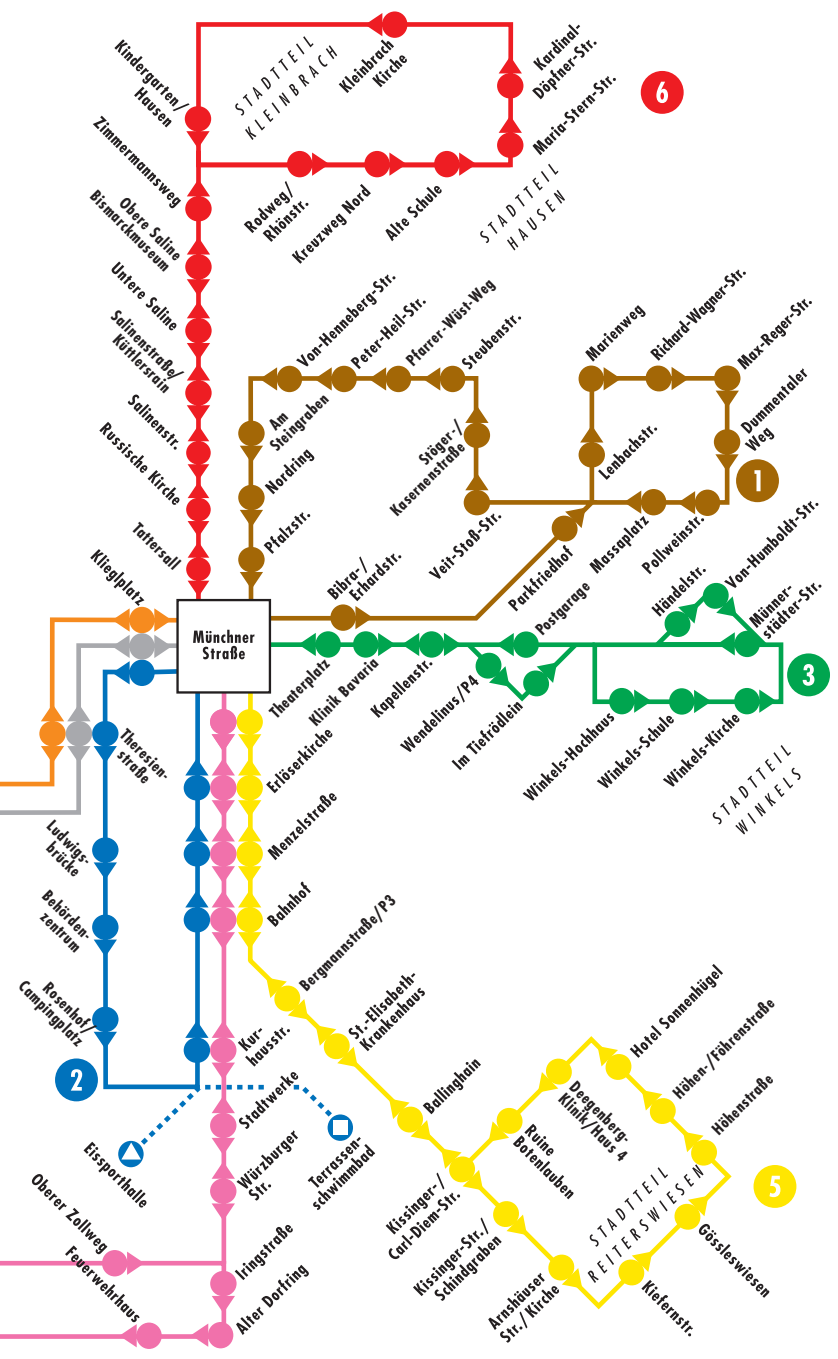 Kindergarten/
Hausen
STADTTEIL
KLEINBRACH
Kleinbrach
Kirche
Kardinal-
Döpfner-Str.
6
Maria-Stern-Str.
Zimmermannsweg
Rodweg/
Rhönstr.
Kreuzweg Nord
Alte Schule
STADTTEIL
HAUSEN
Obere Saline
Bismarckmuseum
Untere Saline
Salinenstraße/
Küttlersrain
Salinenstr.
Russische Kirche
Tattersall
Von-Henneberg-Str.
Peter-Heil-Str.
Pfarrer-Wüst-Weg
Steubenstr.
Marienweg
Richard-Wagner-Str.
Max-Reger-Str.
Am
Steingraben
Nordring
Pfalzstr.
Stöger-/
Kasernenstraße
Veit-Stoß-Str.
Lenbachstr.
Dummentaler
Weg
1
Parkfriedhof
Massaplatz
Pollweinstr.
Bibra-/
Erhardstr.
Klieglplatz
Münchner
Straße
Theaterplatz
Klinik Bavaria
Kapellenstr.
Postgarage
Händelstr.
Von-Humboldt-Str.
Münner-
städter-Str.
3
Wendelinus/P4
Im Tiefrödlein
Winkels-Hochhaus
Winkels-Schule
Winkels-Kirche
STADTTEIL
WINKELS
Theresien-
straße
Erlöserkirche
Menzelstraße
Bahnhof
Ludwigs-
brücke
Behörden-
zentrum
Rosenhof/
Campingplatz
2
Bergmannstraße/P3
St.-Elisabeth-
Krankenhaus
Ballinghain
Kur-
hausstr.
Stadtwerke
Würzburger
Str.
Eissporthalle
Terrassen-
schwimmbad
Oberer Zollweg
Feuerwehrhaus
Iringstraße
Alter Dorfring
Hotel Sonnenhügel
Höhen-/Föhrenstraße
Höhenstraße
Deegenberg-
Klinik/Haus 4
Ruine
Botenlauben
Kissinger-/
Carl-Diem-Str.
Kissinger-Str./
Schindgraben
Arnshäuser
Str./Kirche
STADTTEIL
REITERSWIESEN
5
Gössleswiesen
Kiefernstr.